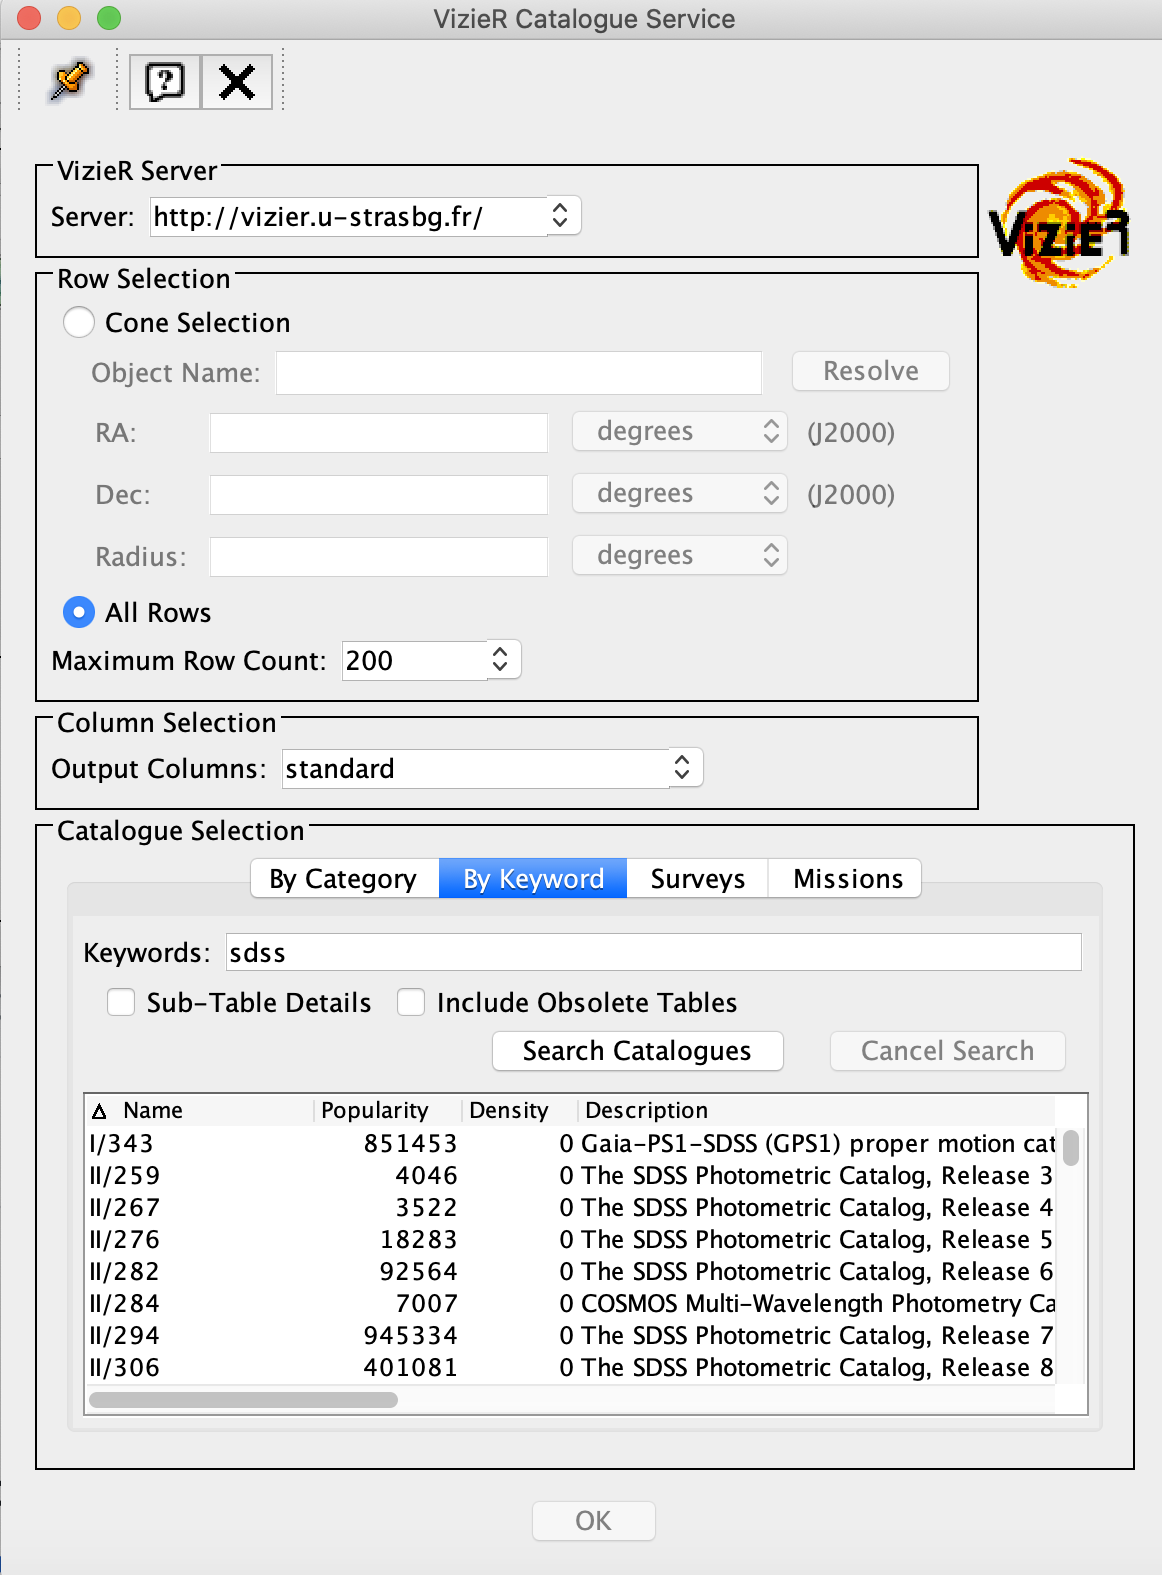 VizieR Catalogue Service
?
VizieR Server
Server: http://vizier.u-strasbg.fr/
VizieR
Row Selection
Cone Selection
Object Name: Resolve
RA: degrees (J2000)
Dec: degrees (J2000)
Radius: degrees
All Rows
Maximum Row Count: 200
Column Selection
Output Columns: standard
Catalogue Selection
By Category By Keyword Surveys Missions
Keywords: sdss
Sub-Table Details Include Obsolete Tables
Search Catalogues Cancel Search
Name Popularity Density Description
I/343 851453 0 Gaia-PS1-SDSS (GPS1) proper motion cat
II/259 4046 0 The SDSS Photometric Catalog, Release 3
II/267 3522 0 The SDSS Photometric Catalog, Release 4
II/276 18283 0 The SDSS Photometric Catalog, Release 5
II/282 92564 0 The SDSS Photometric Catalog, Release 6
II/284 7007 0 COSMOS Multi-Wavelength Photometry Ca
II/294 945334 0 The SDSS Photometric Catalog, Release 7
II/306 401081 0 The SDSS Photometric Catalog, Release 8
OK